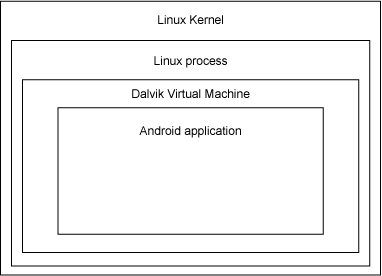 Linux Kernel
Linux process
Dalvik Virtual Machine
Android application